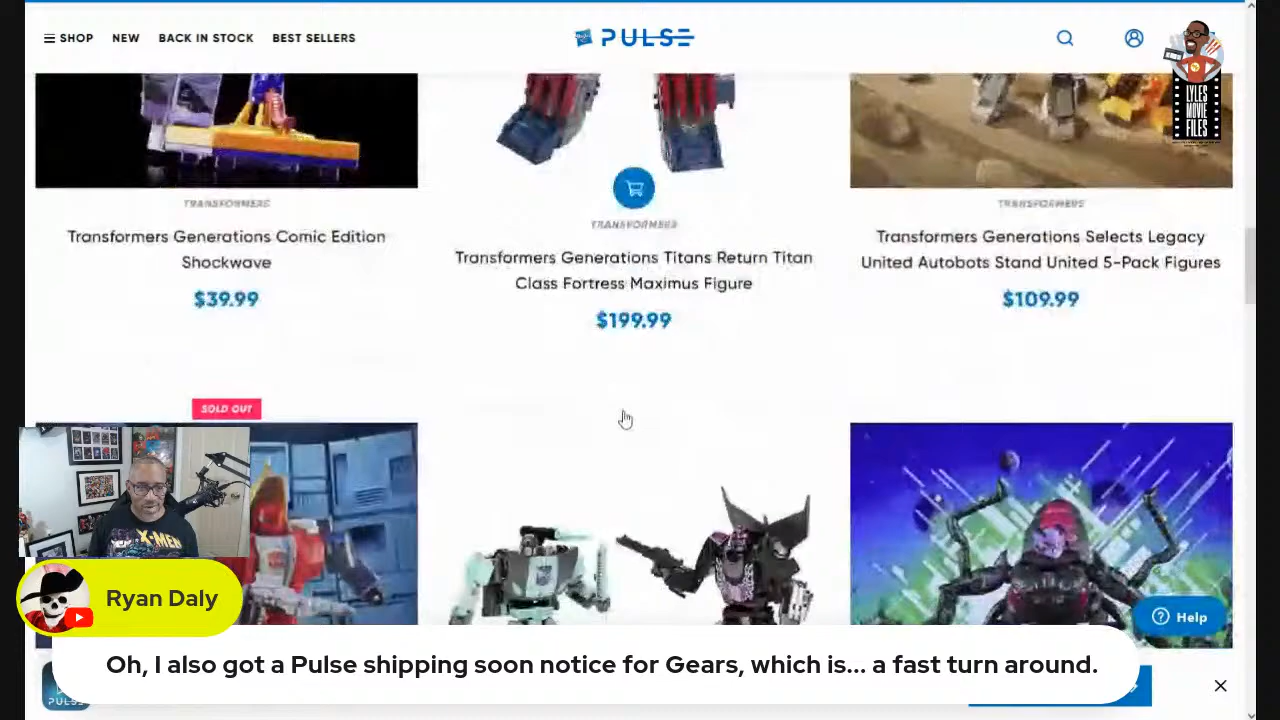 SHOP NEW BACK IN STOCK BEST SELLERS
PULSE
LYLES
MOVIE
FILES
TRANSFORMERS
Transformers Generations Comic Edition
Shockwave
$39.99
TRANSFORMERS
Transformers Generations Titans Return Titan
Class Fortress Maximus Figure
$199.99
TRANSFORMERS
Transformers Generations Selects Legacy
United Autobots Stand United 5-Pack Figures
$109.99
SOLD OUT
X-MEN
Help
Ryan Daly
Oh, I also got a Pulse shipping soon notice for Gears, which is... a fast turn around.
PULSE